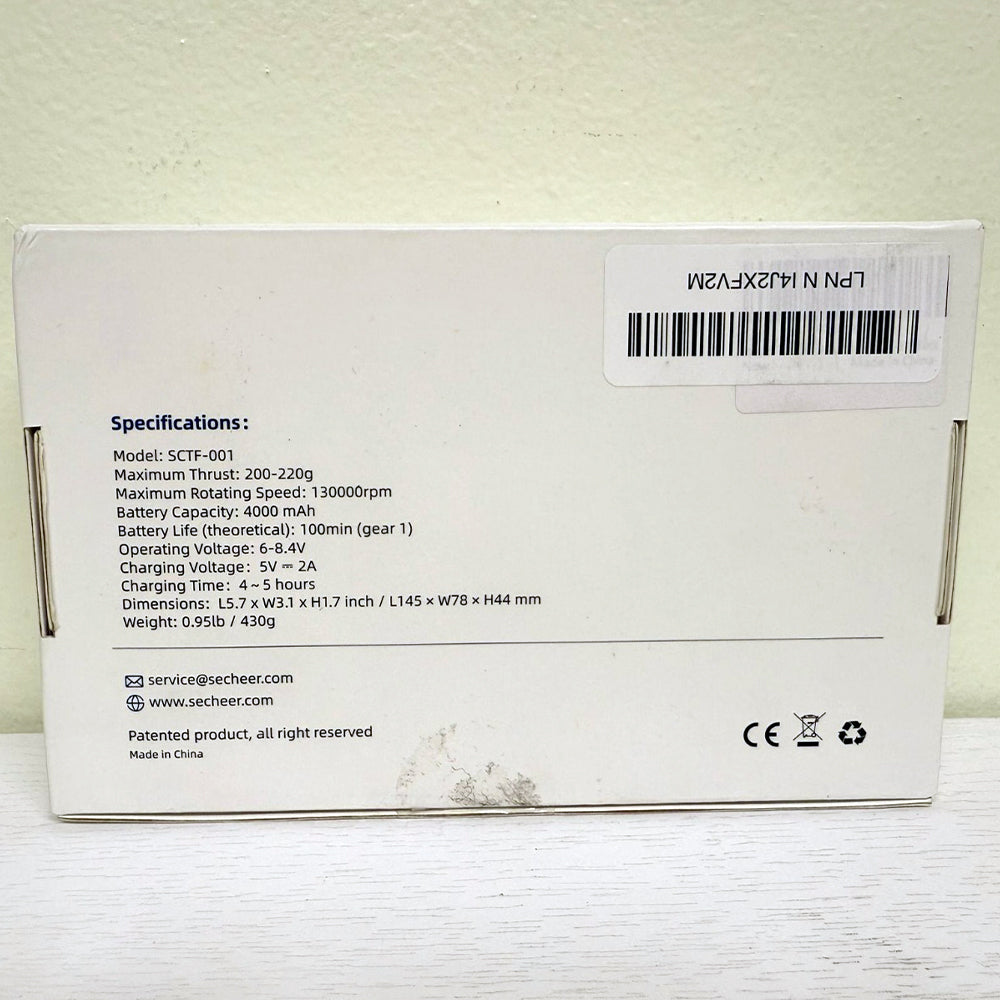 LPN N I4J2XFV2M
Specifications:
Model: SCTF-001
Maximum Thrust: 200-220g
Maximum Rotating Speed: 130000rpm
Battery Capacity: 4000 mAh
Battery Life (theoretical): 100min (gear 1)
Operating Voltage: 6-8.4V
Charging Voltage: 5V ⎓ 2A
Charging Time: 4 ~ 5 hours
Dimensions: L5.7 x W3.1 x H1.7 inch / L145 × W78 × H44 mm
Weight: 0.95lb / 430g
service@secheer.com
www.secheer.com
Patented product, all right reserved
Made in China
CE